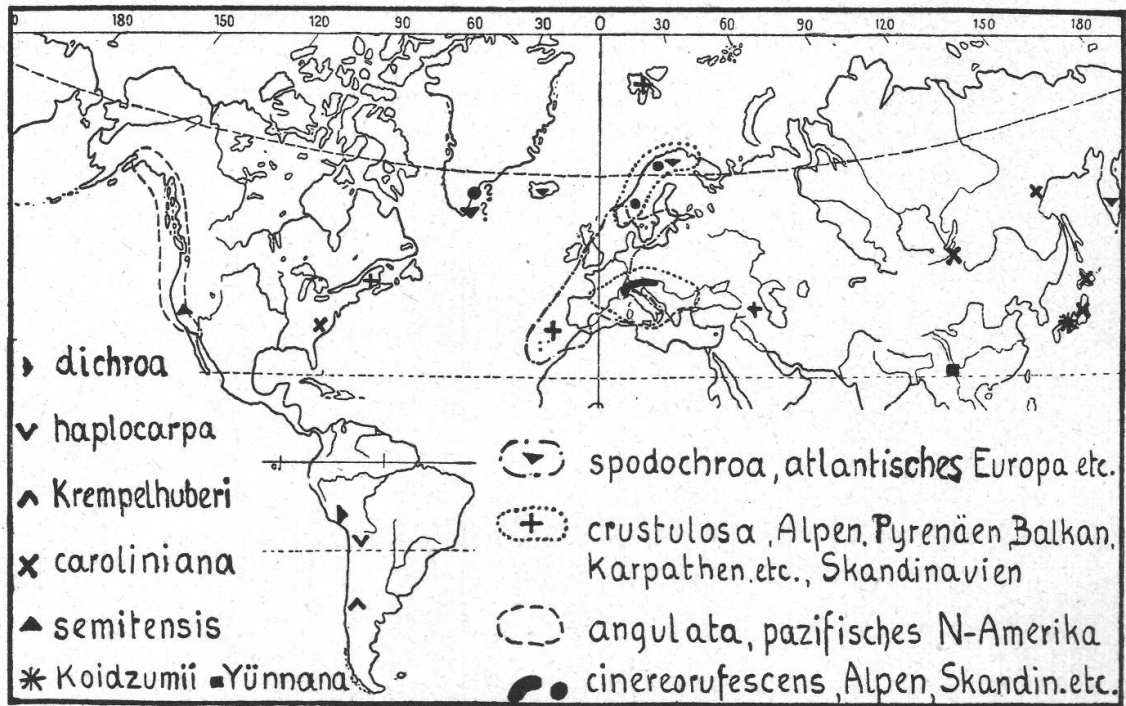 0 180 150 120 90 60 30 0 30 60 90 120 150 180
? ?
dichroa
haplocarpa
Krempelhuberi
caroliniana
semitensis
Koidzumii Yünnana
spodochroa, atlantisches Europa etc.
crustulosa, Alpen, Pyrenäen, Balkan,
Karpathen.etc., Skandinavien
angulata, pazifisches N-Amerika
cinereorufescens, Alpen, Skandin.etc.